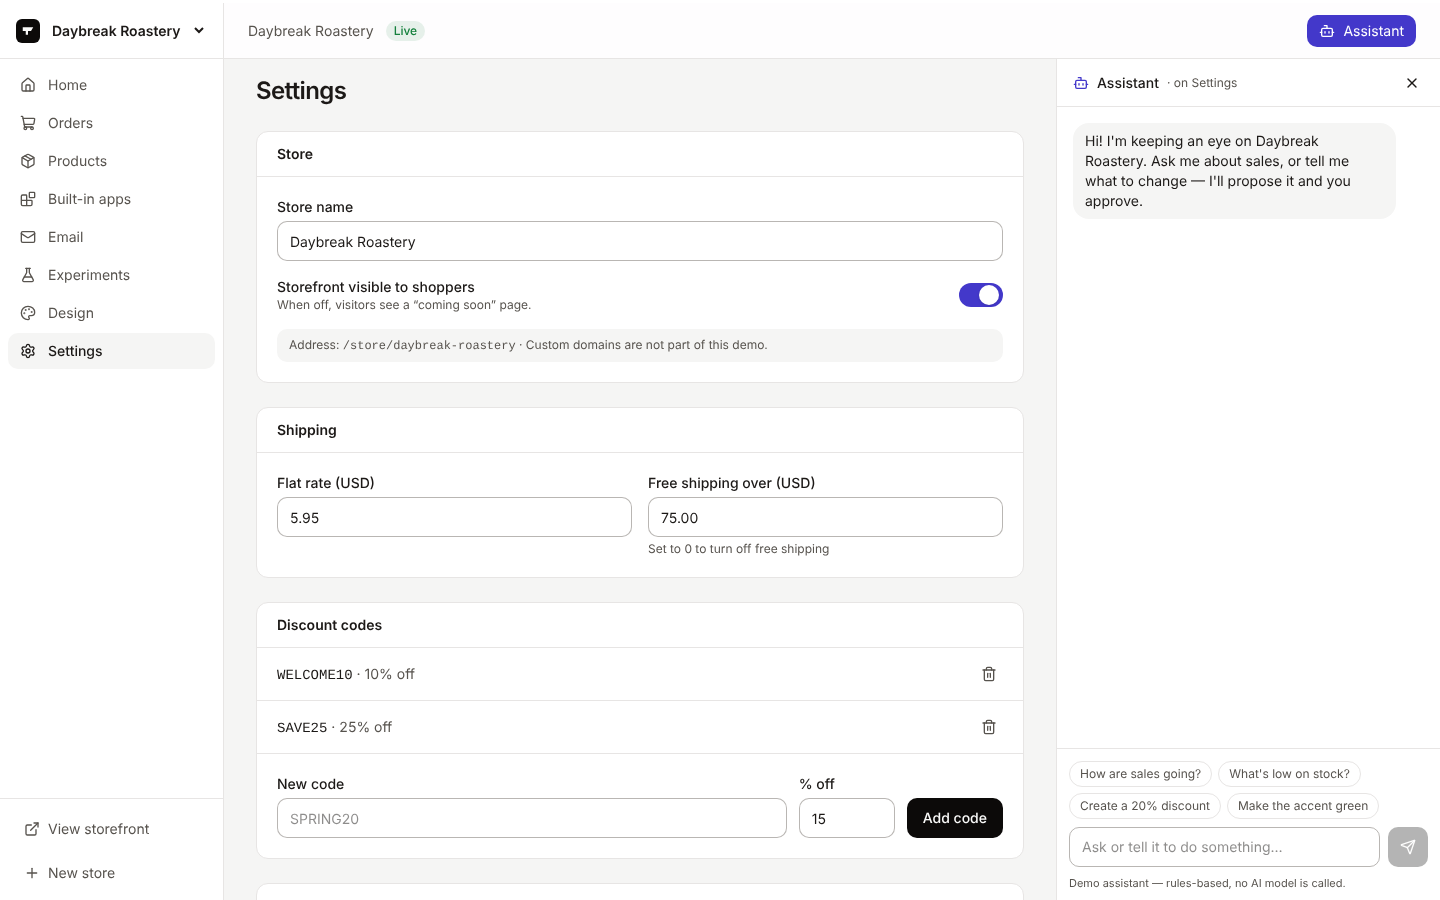 Daybreak Roastery
Home
Orders
Products
Built-in apps
Email
Experiments
Design
Settings
View storefront
New store
Daybreak Roastery Live
Assistant
Settings
Store
Store name
Daybreak Roastery
Storefront visible to shoppers
When off, visitors see a “coming soon” page.
Address: /store/daybreak-roastery · Custom domains are not part of this demo.
Shipping
Flat rate (USD)
5.95
Free shipping over (USD)
75.00
Set to 0 to turn off free shipping
Discount codes
WELCOME10 · 10% off
SAVE25 · 25% off
New code
SPRING20
% off
15
Add code
Assistant · on Settings
Hi! I'm keeping an eye on Daybreak
Roastery. Ask me about sales, or tell me
what to change — I'll propose it and you
approve.
How are sales going?
What's low on stock?
Create a 20% discount
Make the accent green
Ask or tell it to do something...
Demo assistant — rules-based, no AI model is called.